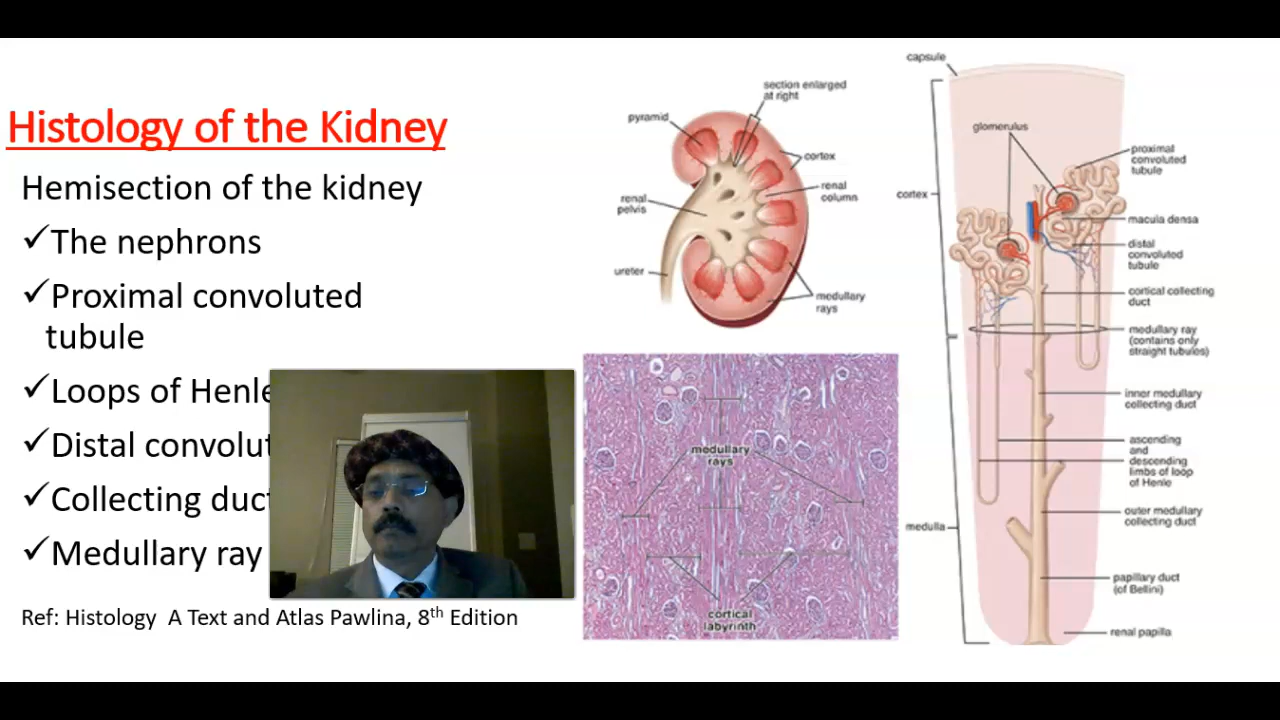 Histology of the Kidney
Hemisection of the kidney
✓The nephrons
✓Proximal convoluted
tubule
✓Loops of Henle
✓Distal convolut
✓Collecting duct
✓Medullary ray
Ref: Histology A Text and Atlas Pawlina, 8th Edition
section enlarged
at right
pyramid
cortex
renal
column
renal
pelvis
ureter
medullary
rays
medullary
rays
cortical
labyrinth
capsule
glomerulus
proximal
convoluted
tubule
cortex
macula densa
distal
convoluted
tubule
cortical collecting
duct
medullary ray
(contains only
straight tubules)
inner medullary
collecting duct
ascending
and
descending
limbs of loop
of Henle
outer medullary
collecting duct
medulla
papillary duct
(of Bellini)
renal papilla